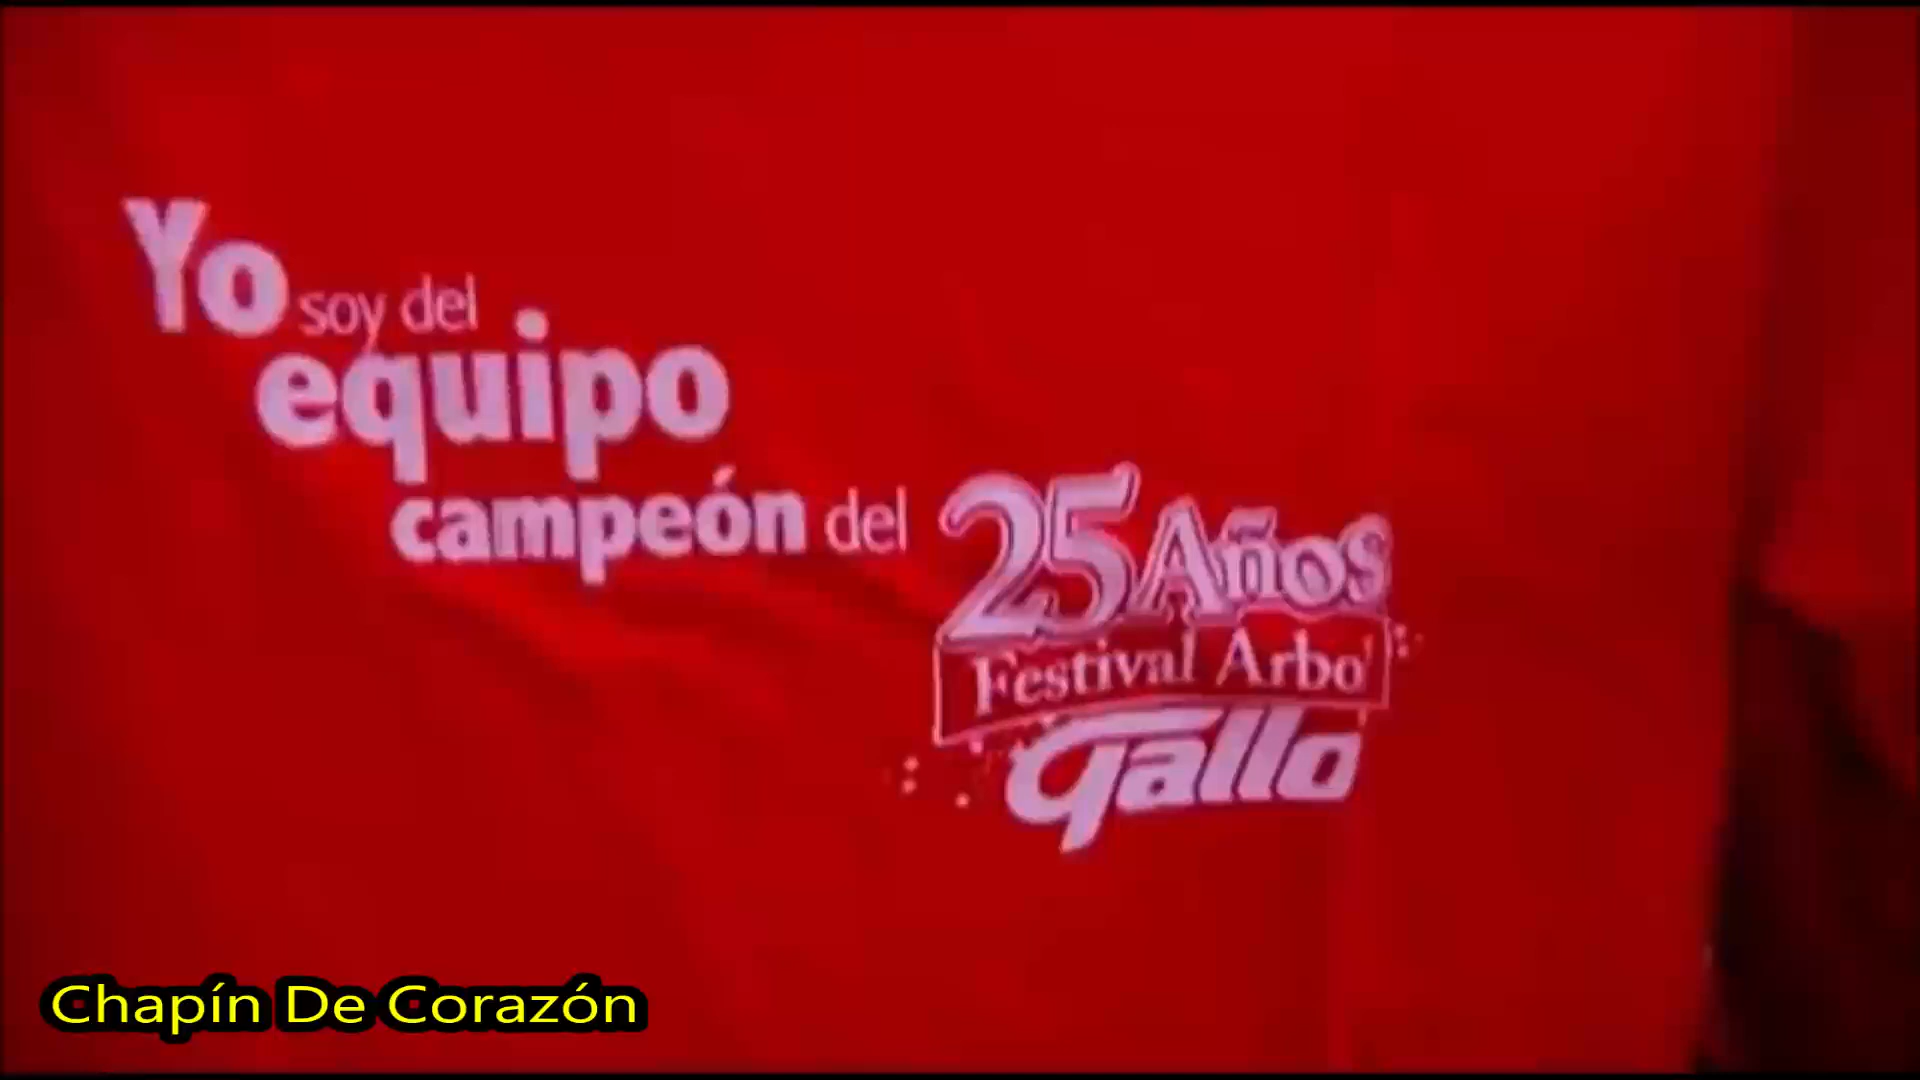 Yo soy del
equipo
campeón del
25 Años
Festival Arbo'
Gallo
Chapín De Corazón